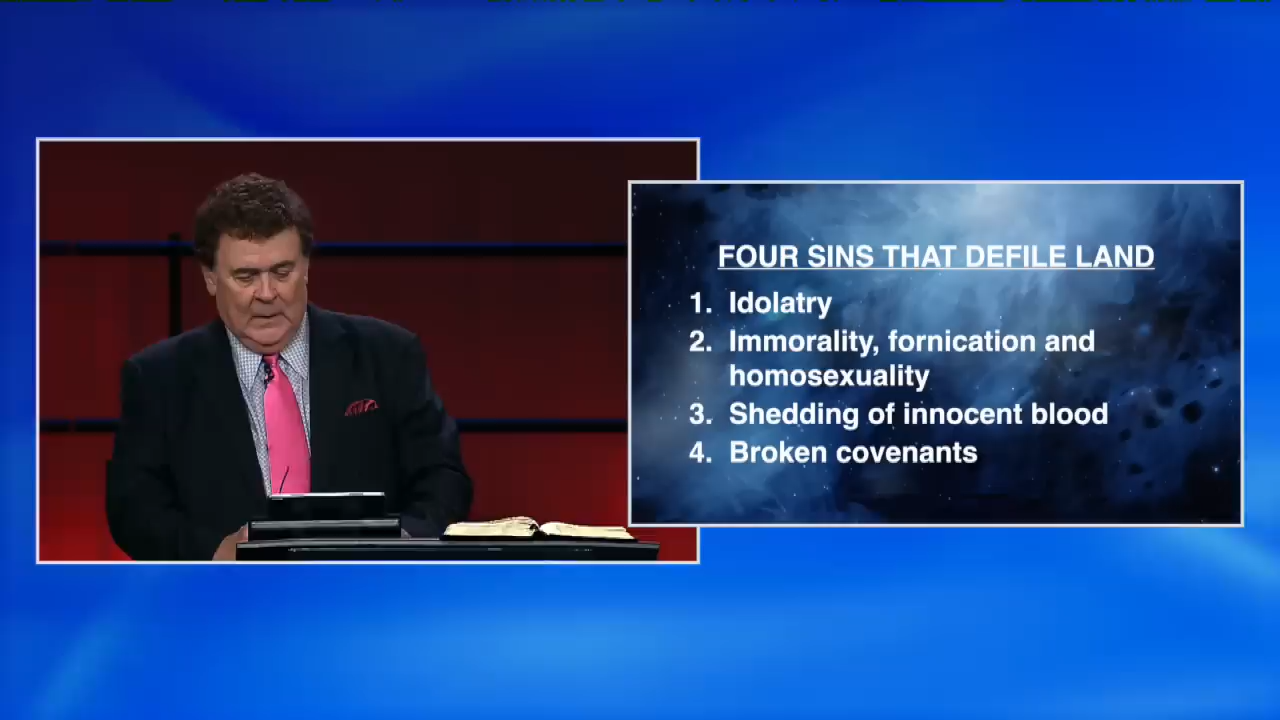 FOUR SINS THAT DEFILE LAND
1. Idolatry
2. Immorality, fornication and
homosexuality
3. Shedding of innocent blood
4. Broken covenants